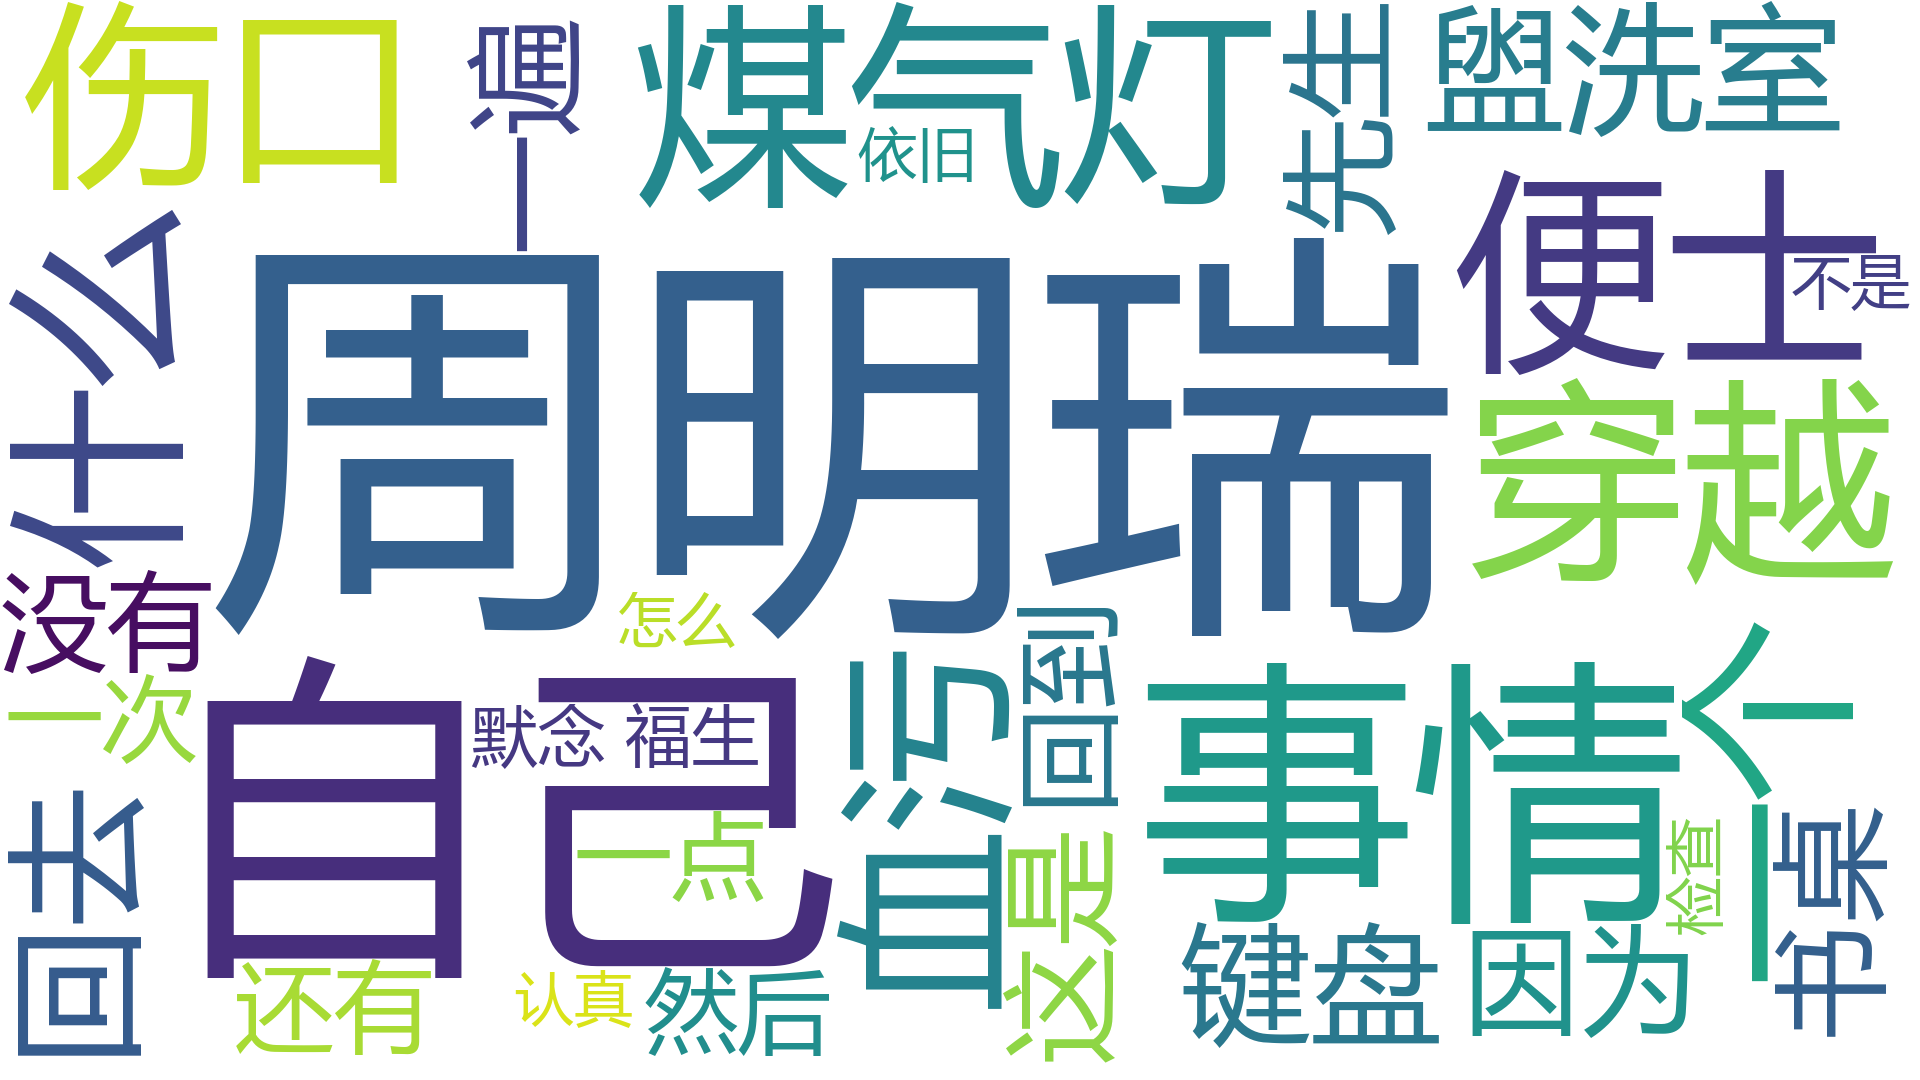 伤口
一遍
煤气灯
依旧
先生
盥洗室
便士
不是
什么
周明瑞
穿越
没有
怎么
一次
自己
默念
福生
血污
回到
事情
一个
一点
回去
这是
检查
书桌
还有
认真
然后
键盘
因为